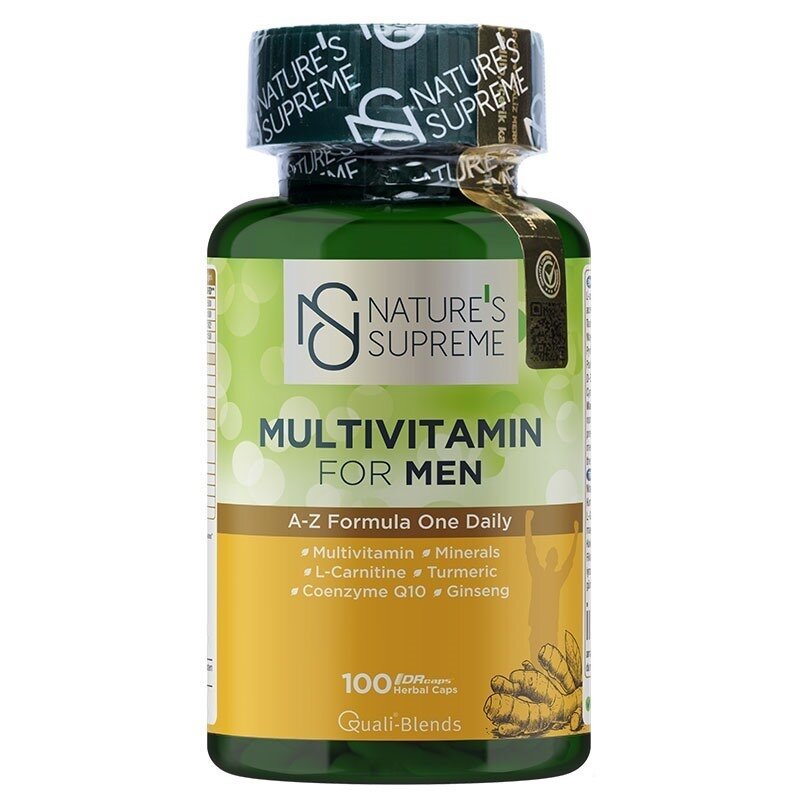 NATURE'S
SUPREME
NATURE'S
SUPREME
NATURE'S
NATURE'S
SUPREME
MULTIVITAMIN
FOR MEN
A-Z Formula One Daily
Multivitamin Minerals
L-Carnitine Turmeric
Coenzyme Q10 Ginseng
100 DRcaps
Herbal Caps
Quali®-Blends